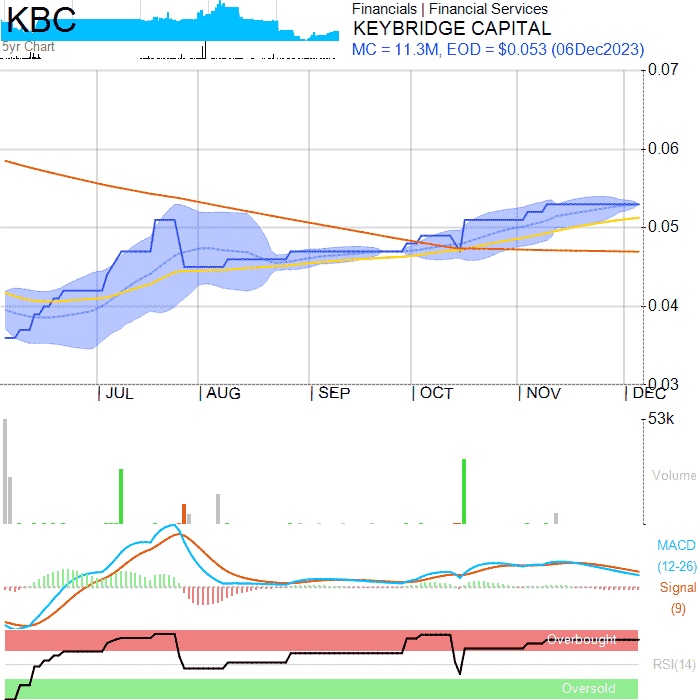 KBC
5yr Chart
Financials | Financial Services
KEYBRIDGE CAPITAL
MC = 11.3M, EOD = $0.053 (06Dec2023)
0.07
0.06
0.05
0.04
0.03
JUL AUG SEP OCT NOV DEC
53k
Volume
MACD
(12-26)
Signal
(9)
Overbought
RSI(14)
Oversold